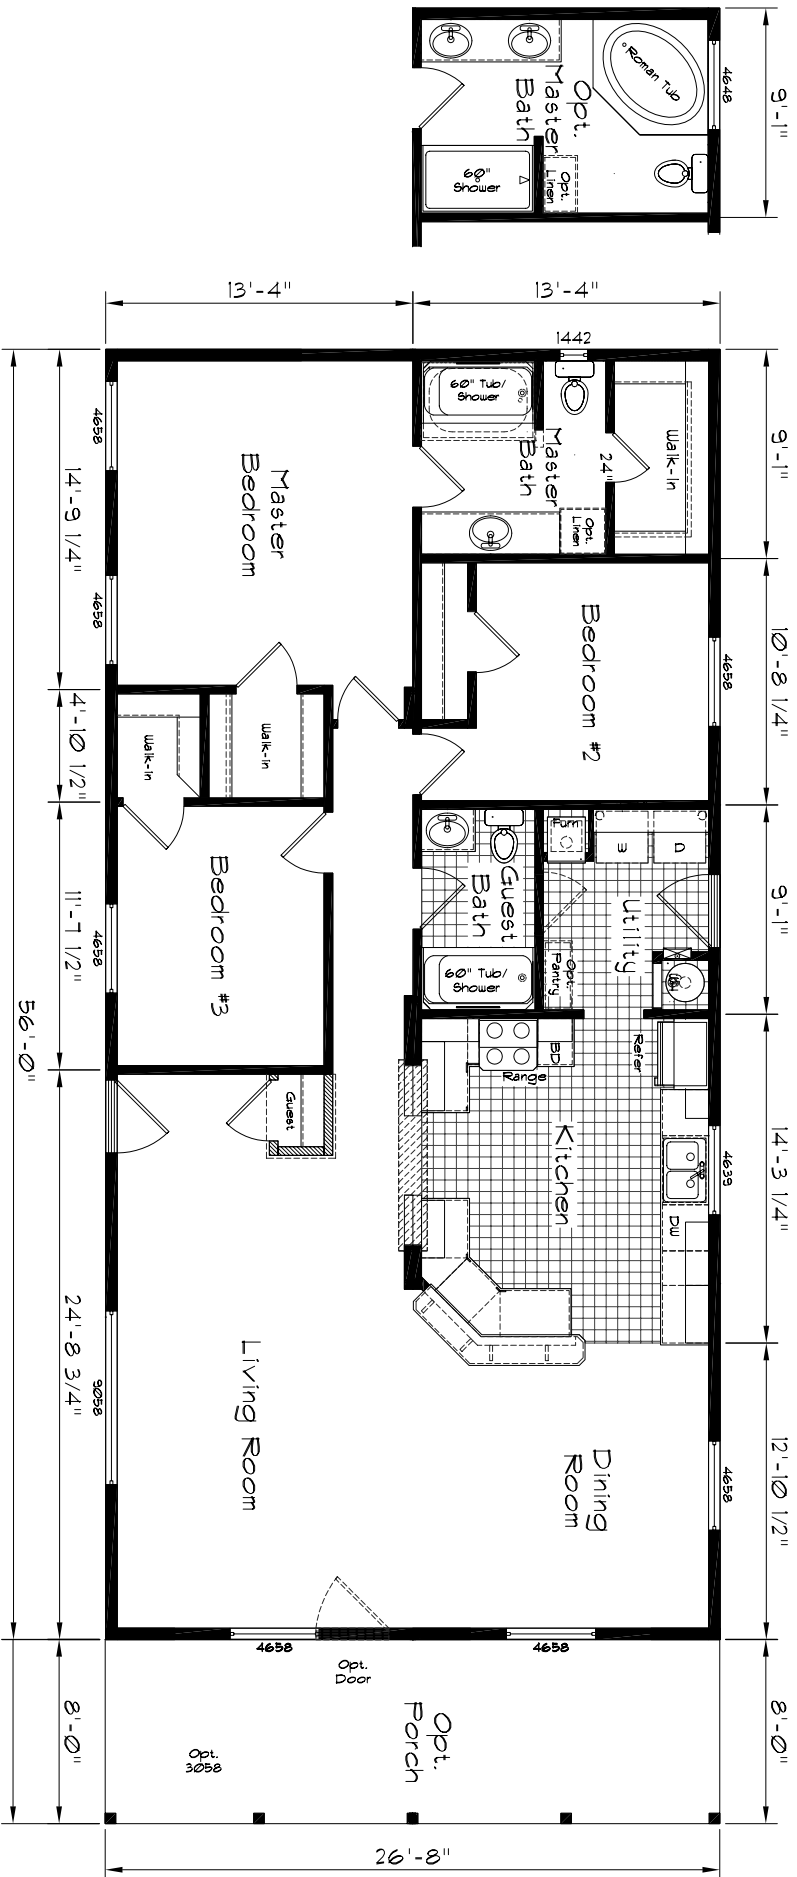 Roman Tub
4648
9'-1"
Opt.
Master
Bath
60"
Shower
Opt.
Linen
13'-4"
13'-4"
1442
60" Tub/
Shower
Master
Bath
24"
Walk-In
Opt.
Linen
9'-1"
4658
14'-9 1/4"
Master
Bedroom
4658
Bedroom #2
4658
10'-8 1/4"
4'-10 1/2"
Walk-In
Walk-In
Furn
W
D
Guest
Bath
Utility
9'-1"
Bedroom #3
4658
11'-7 1/2"
60" Tub/
Shower
Opt.
Pantry
WH
56'-0"
BD
Range
Refer
Guest
Kitchen
4639
14'-3 1/4"
DW
24'-8 3/4"
9058
Living Room
Dining
Room
4658
12'-10 1/2"
4658
4658
Opt.
Door
Opt.
Porch
8'-0"
8'-0"
Opt.
3058
26'-8"